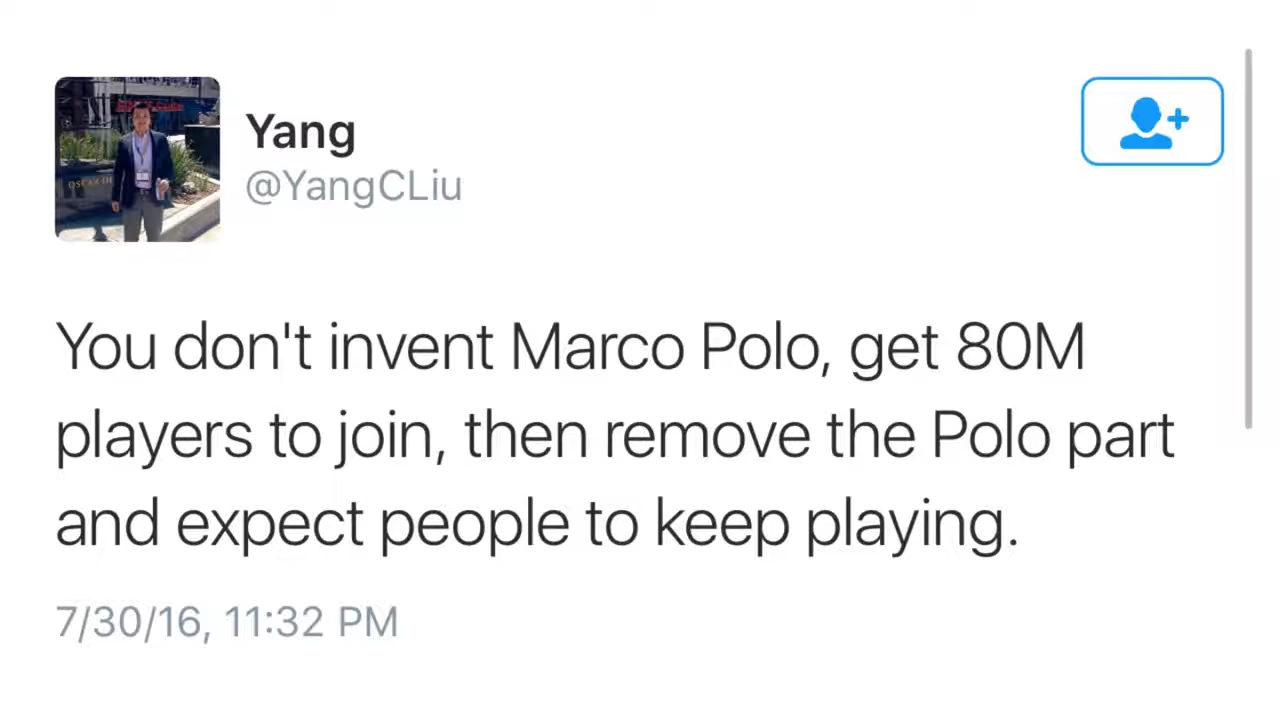 Yang
@YangCLiu
You don't invent Marco Polo, get 80M
players to join, then remove the Polo part
and expect people to keep playing.
7/30/16, 11:32 PM